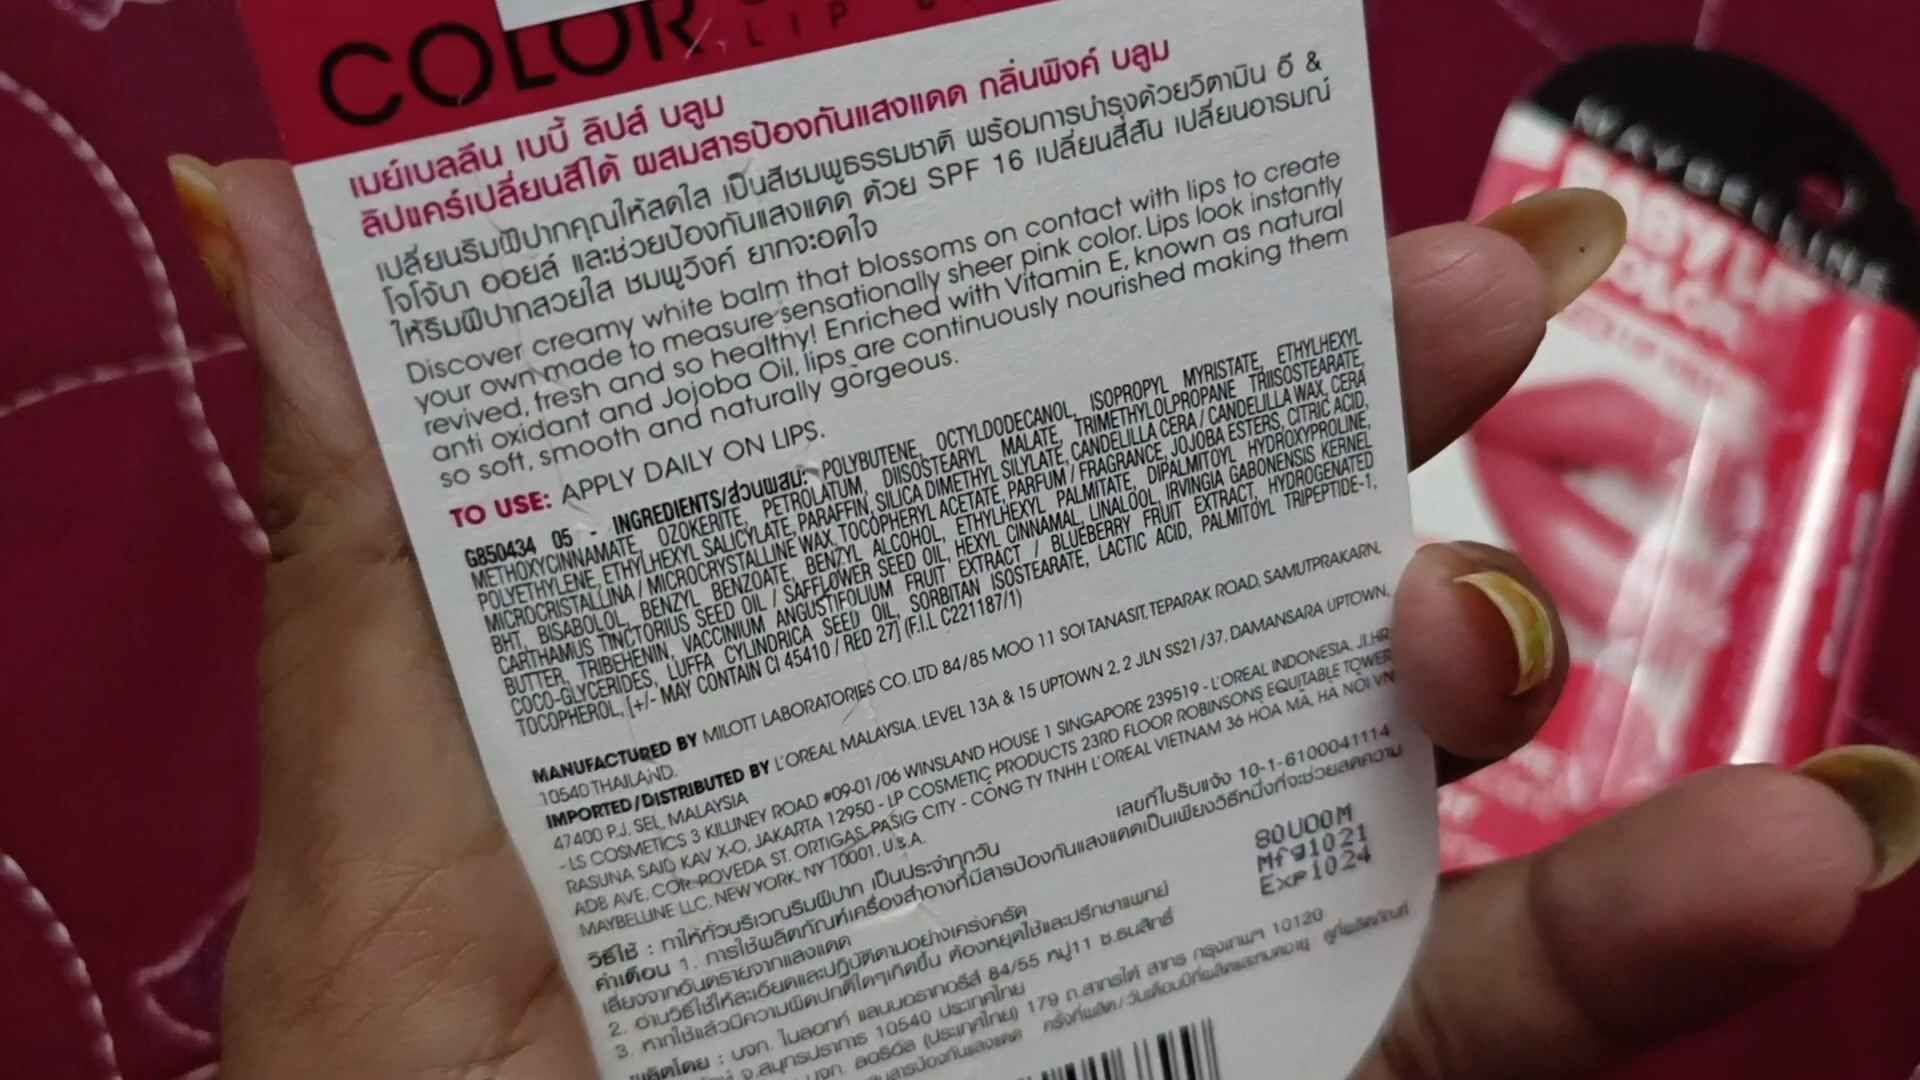 COLOR
LIP
เมย์เบลลีน เบบี้ ลิปส์ บลูม
ลิปแคร์เปลี่ยนสีได้ ผสมสารป้องกันแสงแดด กลิ่นพิงค์ บลูม
เปลี่ยนริมฝีปากคุณให้สดใส เป็นสีชมพูธรรมชาติ พร้อมการบำรุงด้วยวิตามิน อี &
โจโจ้บา ออยล์ และช่วยป้องกันแสงแดด ด้วย SPF 16 เปลี่ยนสีสัน เปลี่ยนอารมณ์
ให้ริมฝีปากสวยใส ชมพูวิงค์ ยากจะอดใจ
Discover creamy white balm that blossoms on contact with lips to create
your own made to measure sensationally sheer pink color. Lips look instantly
revived, fresh and so healthy! Enriched with Vitamin E, known as natural
anti oxidant and Jojoba Oil, lips are continuously nourished making them
so soft, smooth and naturally gorgeous.
TO USE: APPLY DAILY ON LIPS.
G850434 05 - INGREDIENTS/ส่วนผสม: POLYBUTENE, OCTYLDODECANOL, ISOPROPYL MYRISTATE, ETHYLHEXYL
METHOXYCINNAMATE, OZOKERITE, PETROLATUM, DIISOSTEARYL MALATE, TRIMETHYLOLPROPANE TRIISOSTEARATE,
POLYETHYLENE, ETHYLHEXYL SALICYLATE, PARAFFIN, SILICA DIMETHYL SILYLATE, CANDELILLA CERA / CANDELILLA WAX, CERA
MICROCRISTALLINA / MICROCRYSTALLINE WAX, TOCOPHERYL ACETATE, PARFUM / FRAGRANCE, JOJOBA ESTERS, CITRIC ACID,
BHT, BISABOLOL, BENZYL BENZOATE, BENZYL ALCOHOL, ETHYLHEXYL PALMITATE, DIPALMITOYL HYDROXYPROLINE,
CARTHAMUS TINCTORIUS SEED OIL / SAFFLOWER SEED OIL, HEXYL CINNAMAL, LINALOOL, IRVINGIA GABONENSIS KERNEL
BUTTER, TRIBEHENIN, VACCINIUM ANGUSTIFOLIUM FRUIT EXTRACT / BLUEBERRY FRUIT EXTRACT, HYDROGENATED
COCO-GLYCERIDES, LUFFA CYLINDRICA SEED OIL, SORBITAN ISOSTEARATE, LACTIC ACID, PALMITOYL TRIPEPTIDE-1,
TOCOPHEROL, [+/- MAY CONTAIN CI 45410 / RED 27] (F.I.L C221187/1)
MANUFACTURED BY MILOTT LABORATORIES CO. LTD 84/85 MOO 11 SOI TANASIT, TEPARAK ROAD, SAMUTPRAKARN,
10540 THAILAND.
IMPORTED/DISTRIBUTED BY L'OREAL MALAYSIA. LEVEL 13A & 15 UPTOWN 2, 2 JLN SS21/37, DAMANSARA UPTOWN,
47400 P.J. SEL, MALAYSIA
- LS COSMETICS 3 KILLINEY ROAD #09-01/06 WINSLAND HOUSE 1 SINGAPORE 239519 - L'OREAL INDONESIA, Jl.HR
RASUNA SAID KAV X-O, JAKARTA 12950 - LP COSMETIC PRODUCTS 23RD FLOOR ROBINSONS EQUITABLE TOWER
ADB AVE, COR. POVEDA ST. ORTIGAS, PASIG CITY - CÔNG TY TNHH L'OREAL VIETNAM 36 HOA MÃ, HÀ NỘI VN
MAYBELLINE LLC, NEW YORK, NY 10001, U.S.A.
เลขที่ใบรับแจ้ง 10-1-6100041114
วิธีใช้ : ทาให้ทั่วบริเวณริมฝีปาก เป็นประจำทุกวัน
คำเตือน 1. การใช้ผลิตภัณฑ์เครื่องสำอางที่มีสารป้องกันแสงแดดเป็นเพียงวิธีหนึ่งที่จะช่วยลดความ
เสี่ยงจากอันตรายจากแสงแดด
2. อ่านวิธีใช้ให้ละเอียดและปฏิบัติตามอย่างเคร่งครัด
3. หากใช้แล้วมีความผิดปกติใดๆเกิดขึ้น ต้องหยุดใช้และปรึกษาแพทย์
80U00M
Mfg1021
Exp1024
ผลิตโดย : บจก. ไมลอทท์ แลบบอราทอรีส์ 84/55 หมู่11 ซ.ธนสิทธิ์
จ.สมุทรปราการ 10540 ประเทศไทย
บจก. ลอรีอัล (ประเทศไทย) 179 ถ.สาทรใต้ สาทร กรุงเทพฯ 10120
MAYBELLINE
BABY LIPS
COLOR